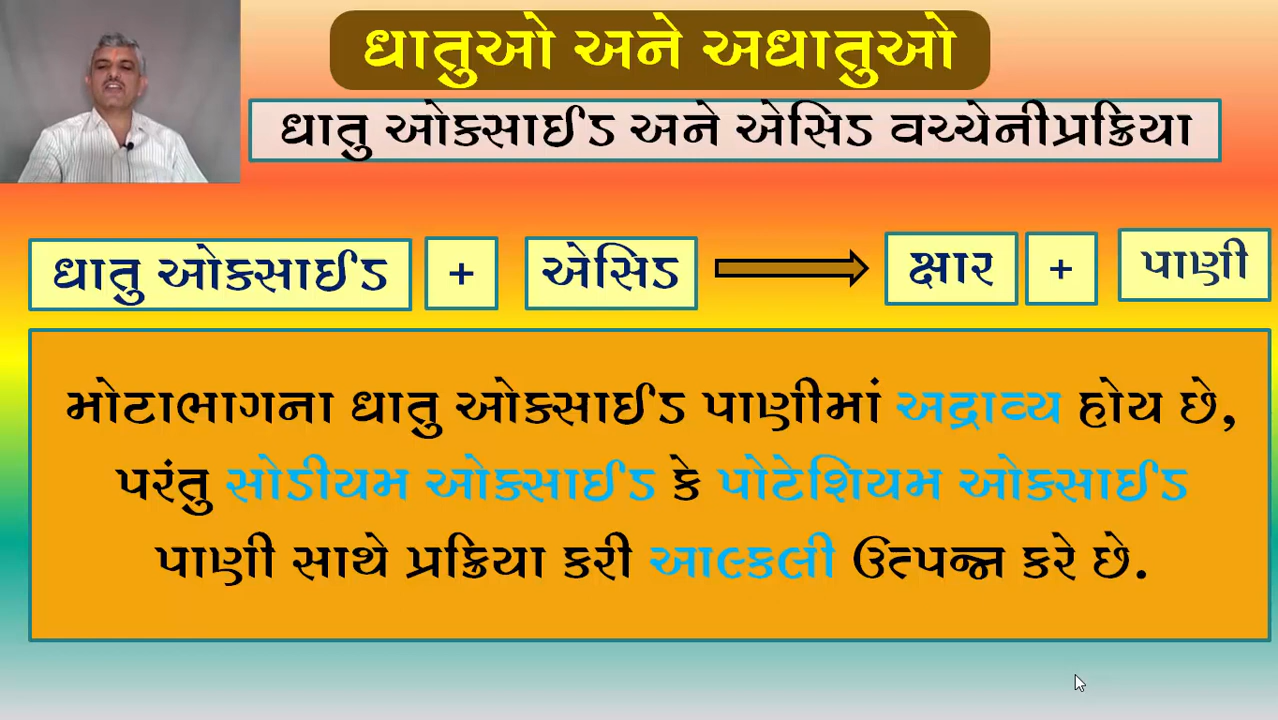 ધાતુઓ અને અધાતુઓ
ધાતુ ઓક્સાઈડ અને એસિડ વચ્ચેનીપ્રક્રિયા
ધાતુ ઓક્સાઈડ + એસિડ ક્ષાર + પાણી
મોટાભાગના ધાતુ ઓક્સાઈડ પાણીમાં અદ્રાવ્ય હોય છે,
પરંતુ સોડીયમ ઓક્સાઈડ કે પોટેશિયમ ઓક્સાઈડ
પાણી સાથે પ્રક્રિયા કરી આલ્કલી ઉત્પન્ન કરે છે.